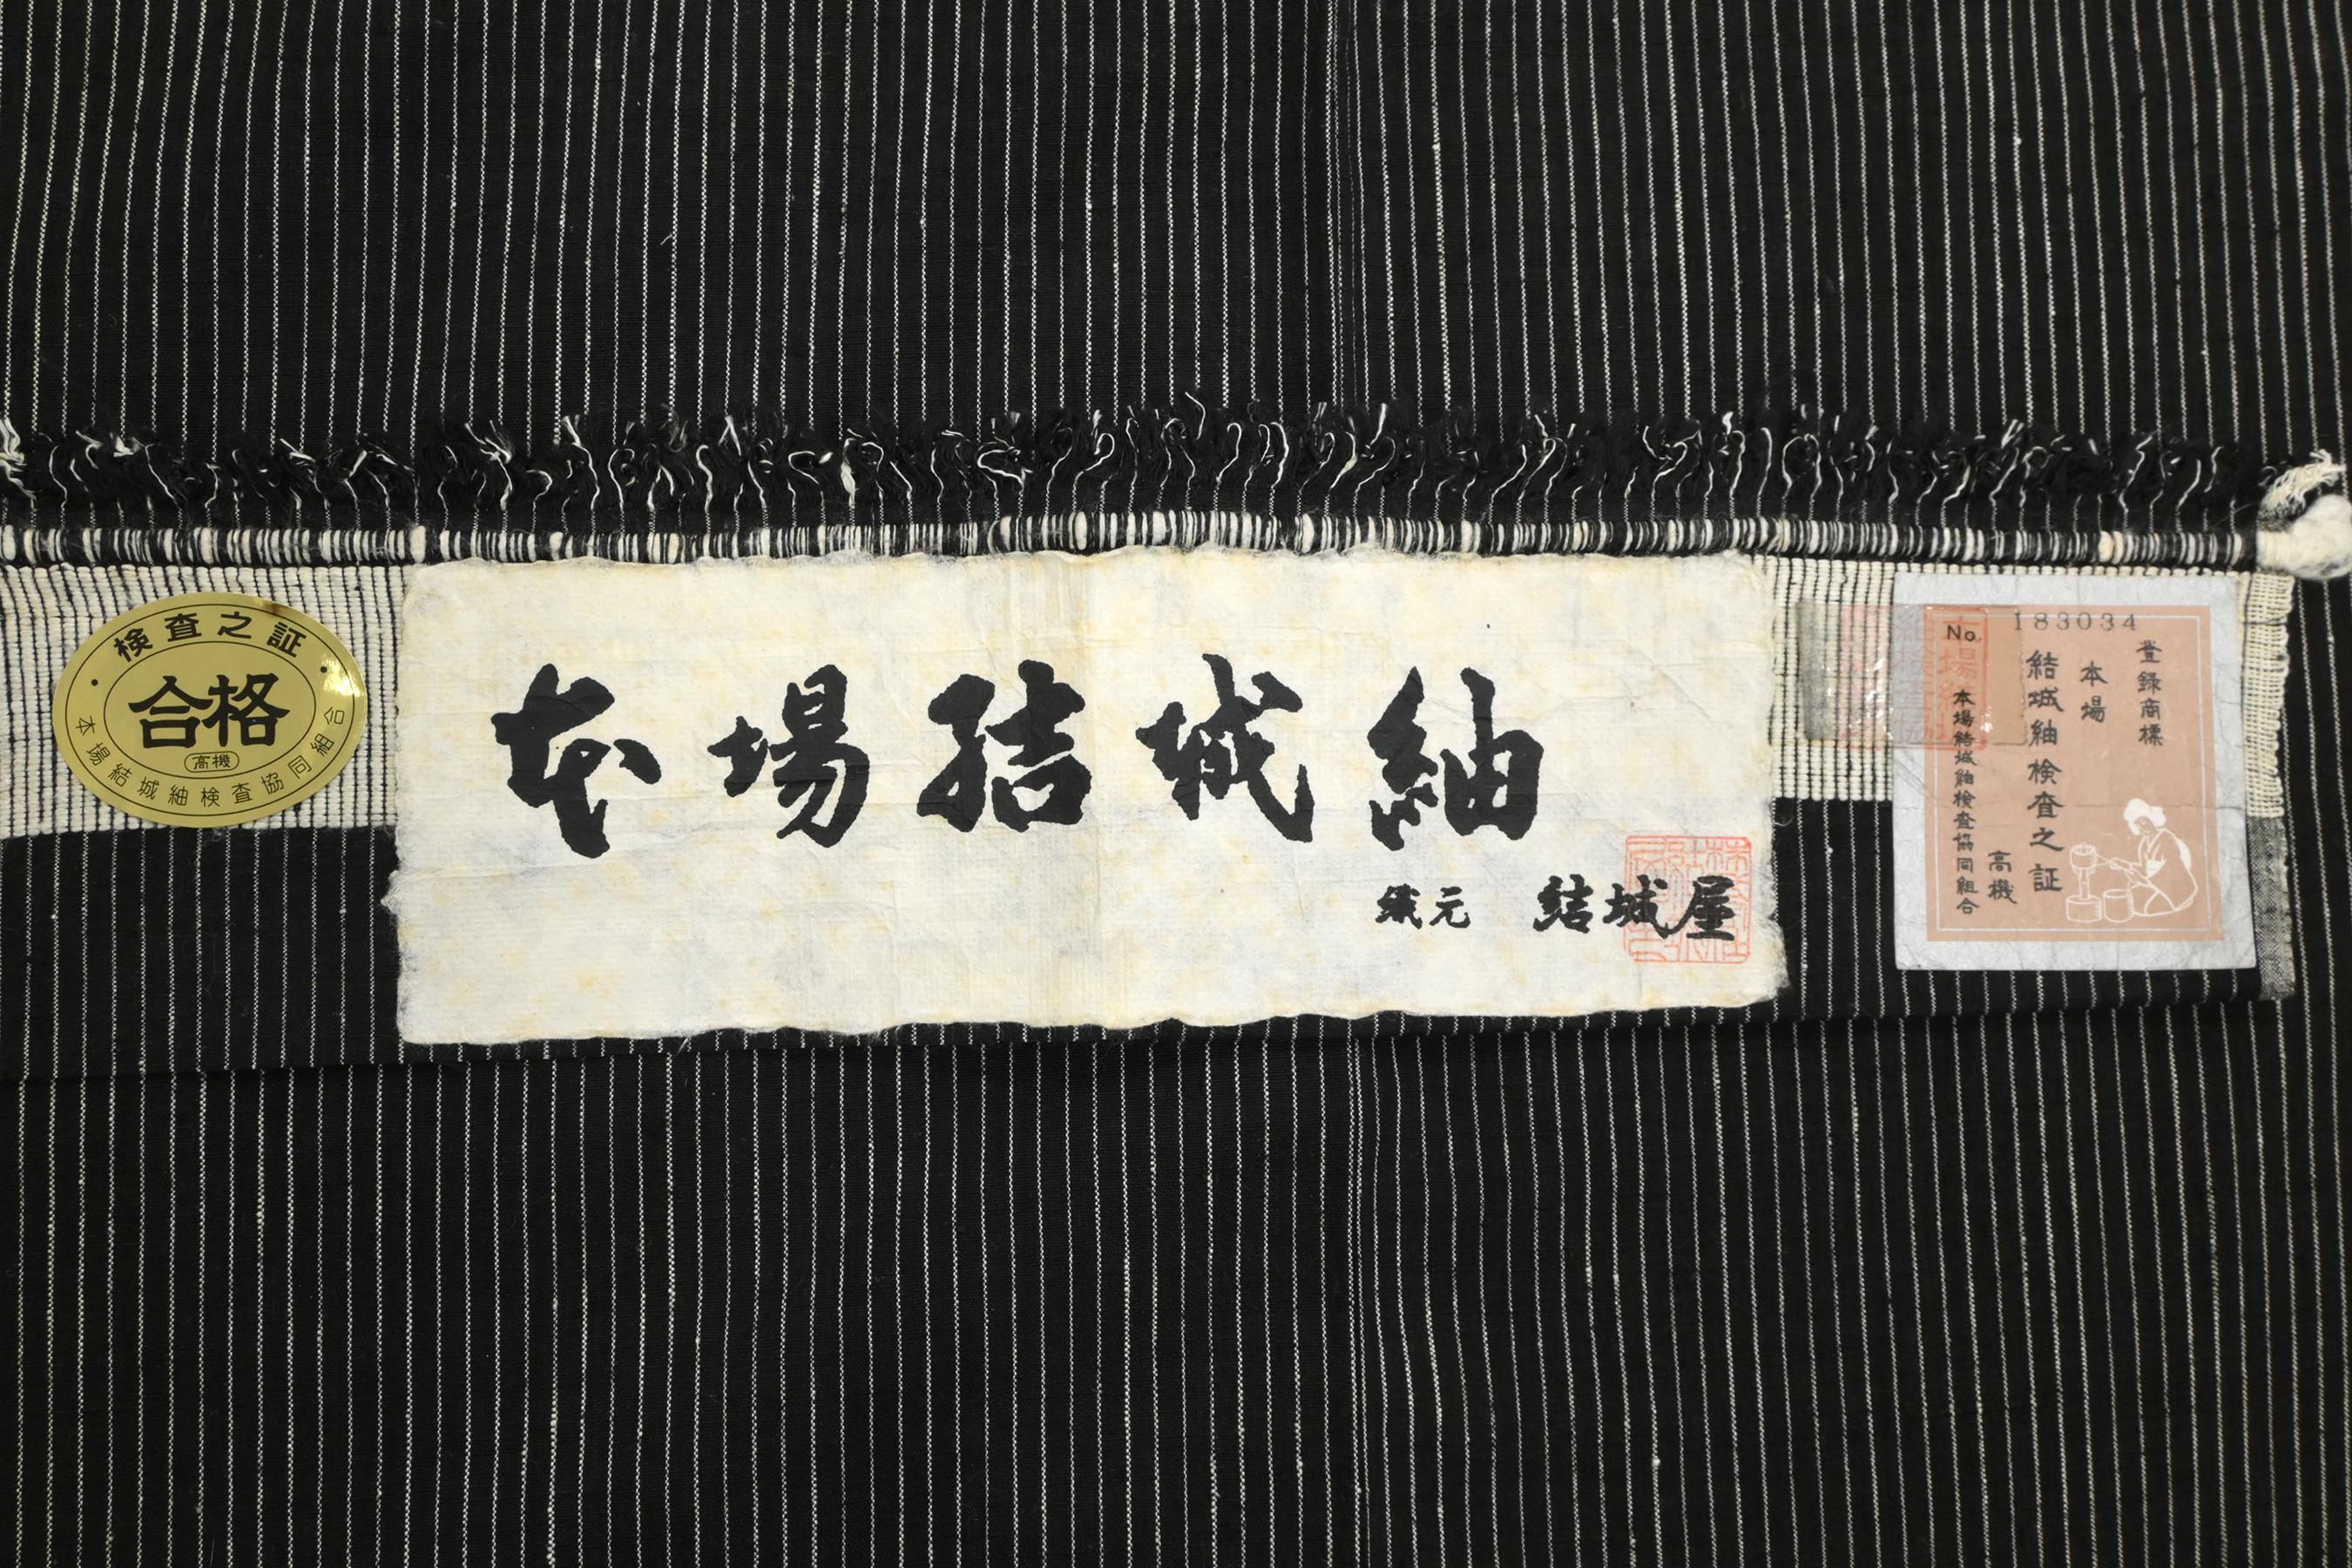 検査之証
合格
高機
本場結城紬検査協同組合
本場結城紬
織元 結城屋
No. 183034
登録商標
本場
結城紬検査之証
高機
本場結城紬検査協同組合